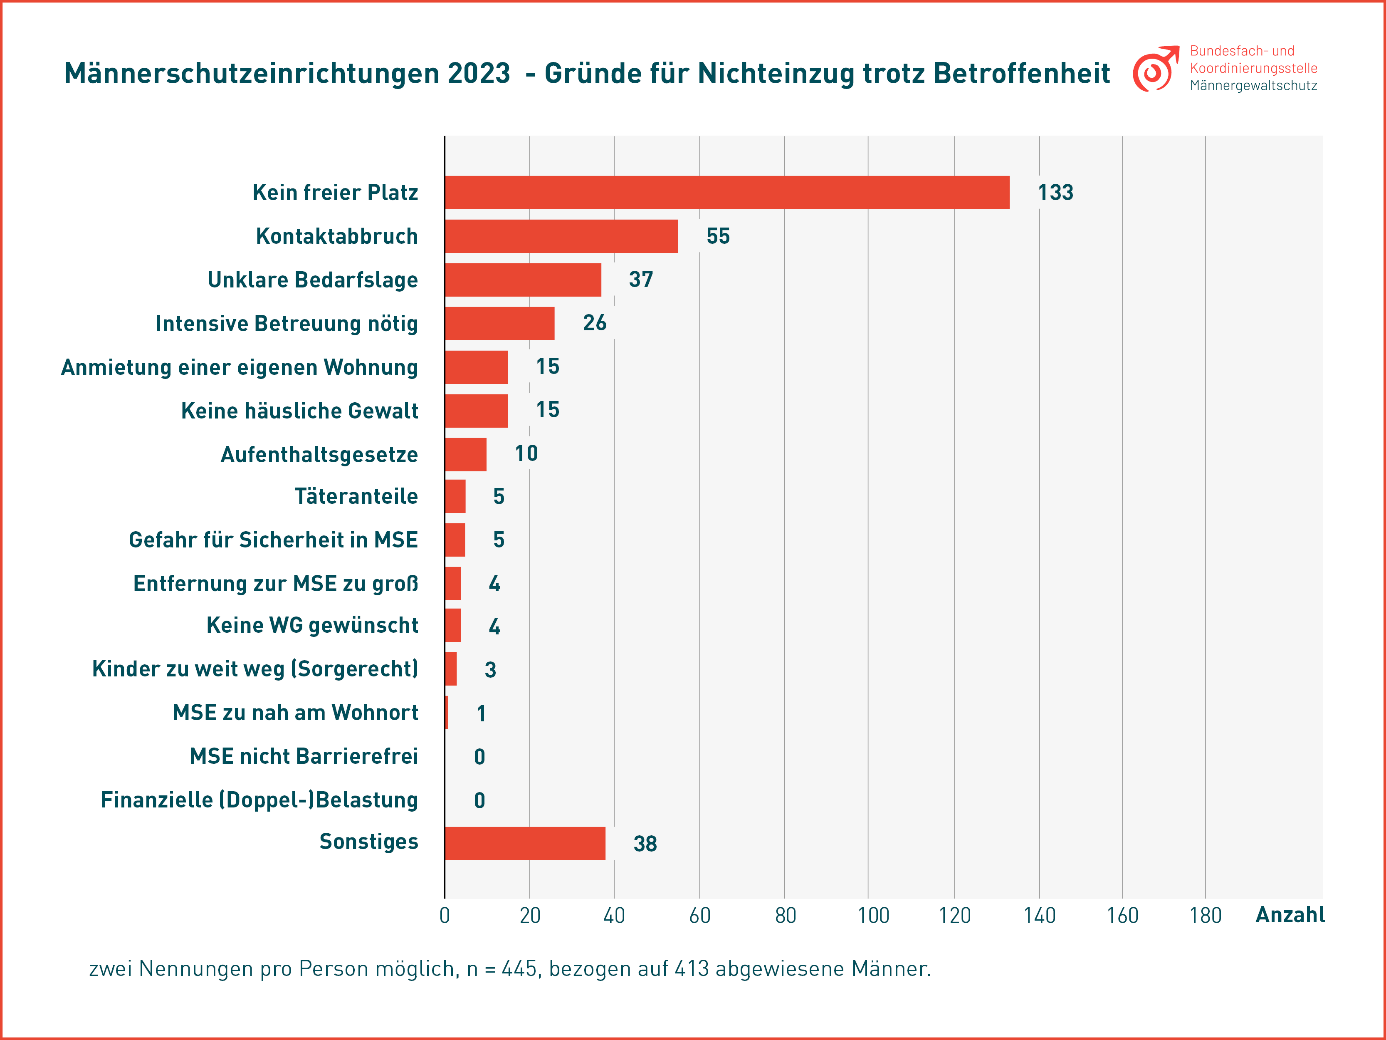 Männerschutzeinrichtungen 2023 - Gründe für Nichteinzug trotz Betroffenheit
Bundesfach- und
Koordinierungsstelle
Männergewaltschutz
Kein freier Platz 133
Kontaktabbruch 55
Unklare Bedarfslage 37
Intensive Betreuung nötig 26
Anmietung einer eigenen Wohnung 15
Keine häusliche Gewalt 15
Aufenthaltsgesetze 10
Täteranteile 5
Gefahr für Sicherheit in MSE 5
Entfernung zur MSE zu groß 4
Keine WG gewünscht 4
Kinder zu weit weg (Sorgerecht) 3
MSE zu nah am Wohnort 1
MSE nicht Barrierefrei 0
Finanzielle (Doppel-)Belastung 0
Sonstiges 38
0 20 40 60 80 100 120 140 160 180 Anzahl
zwei Nennungen pro Person möglich, n = 445, bezogen auf 413 abgewiesene Männer.